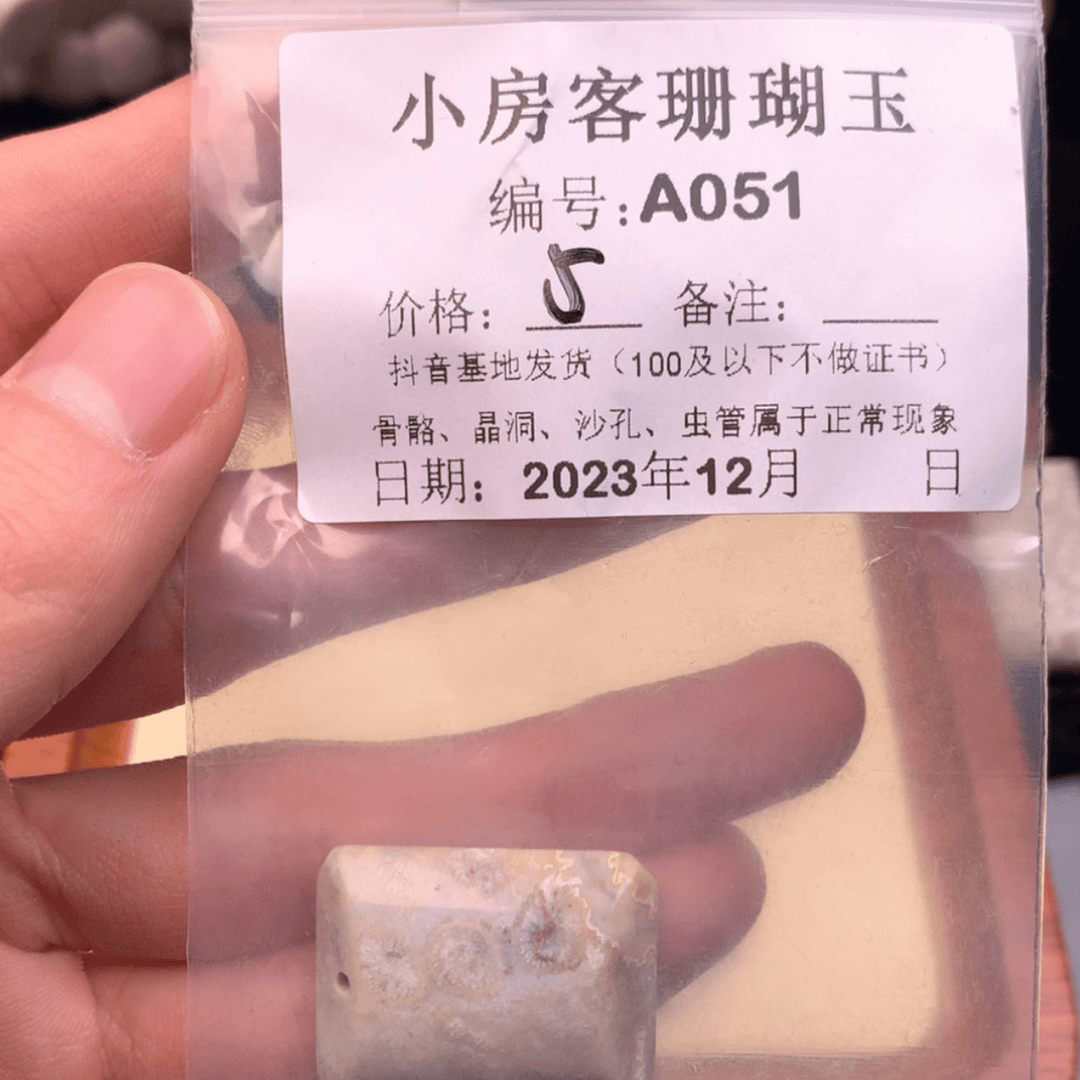 小房客珊瑚玉
编号:A051
价格: 5 备注:
抖音基地发货（100及以下不做证书）
骨骼、晶洞、沙孔、虫管属于正常现象
日期: 2023年12月 日